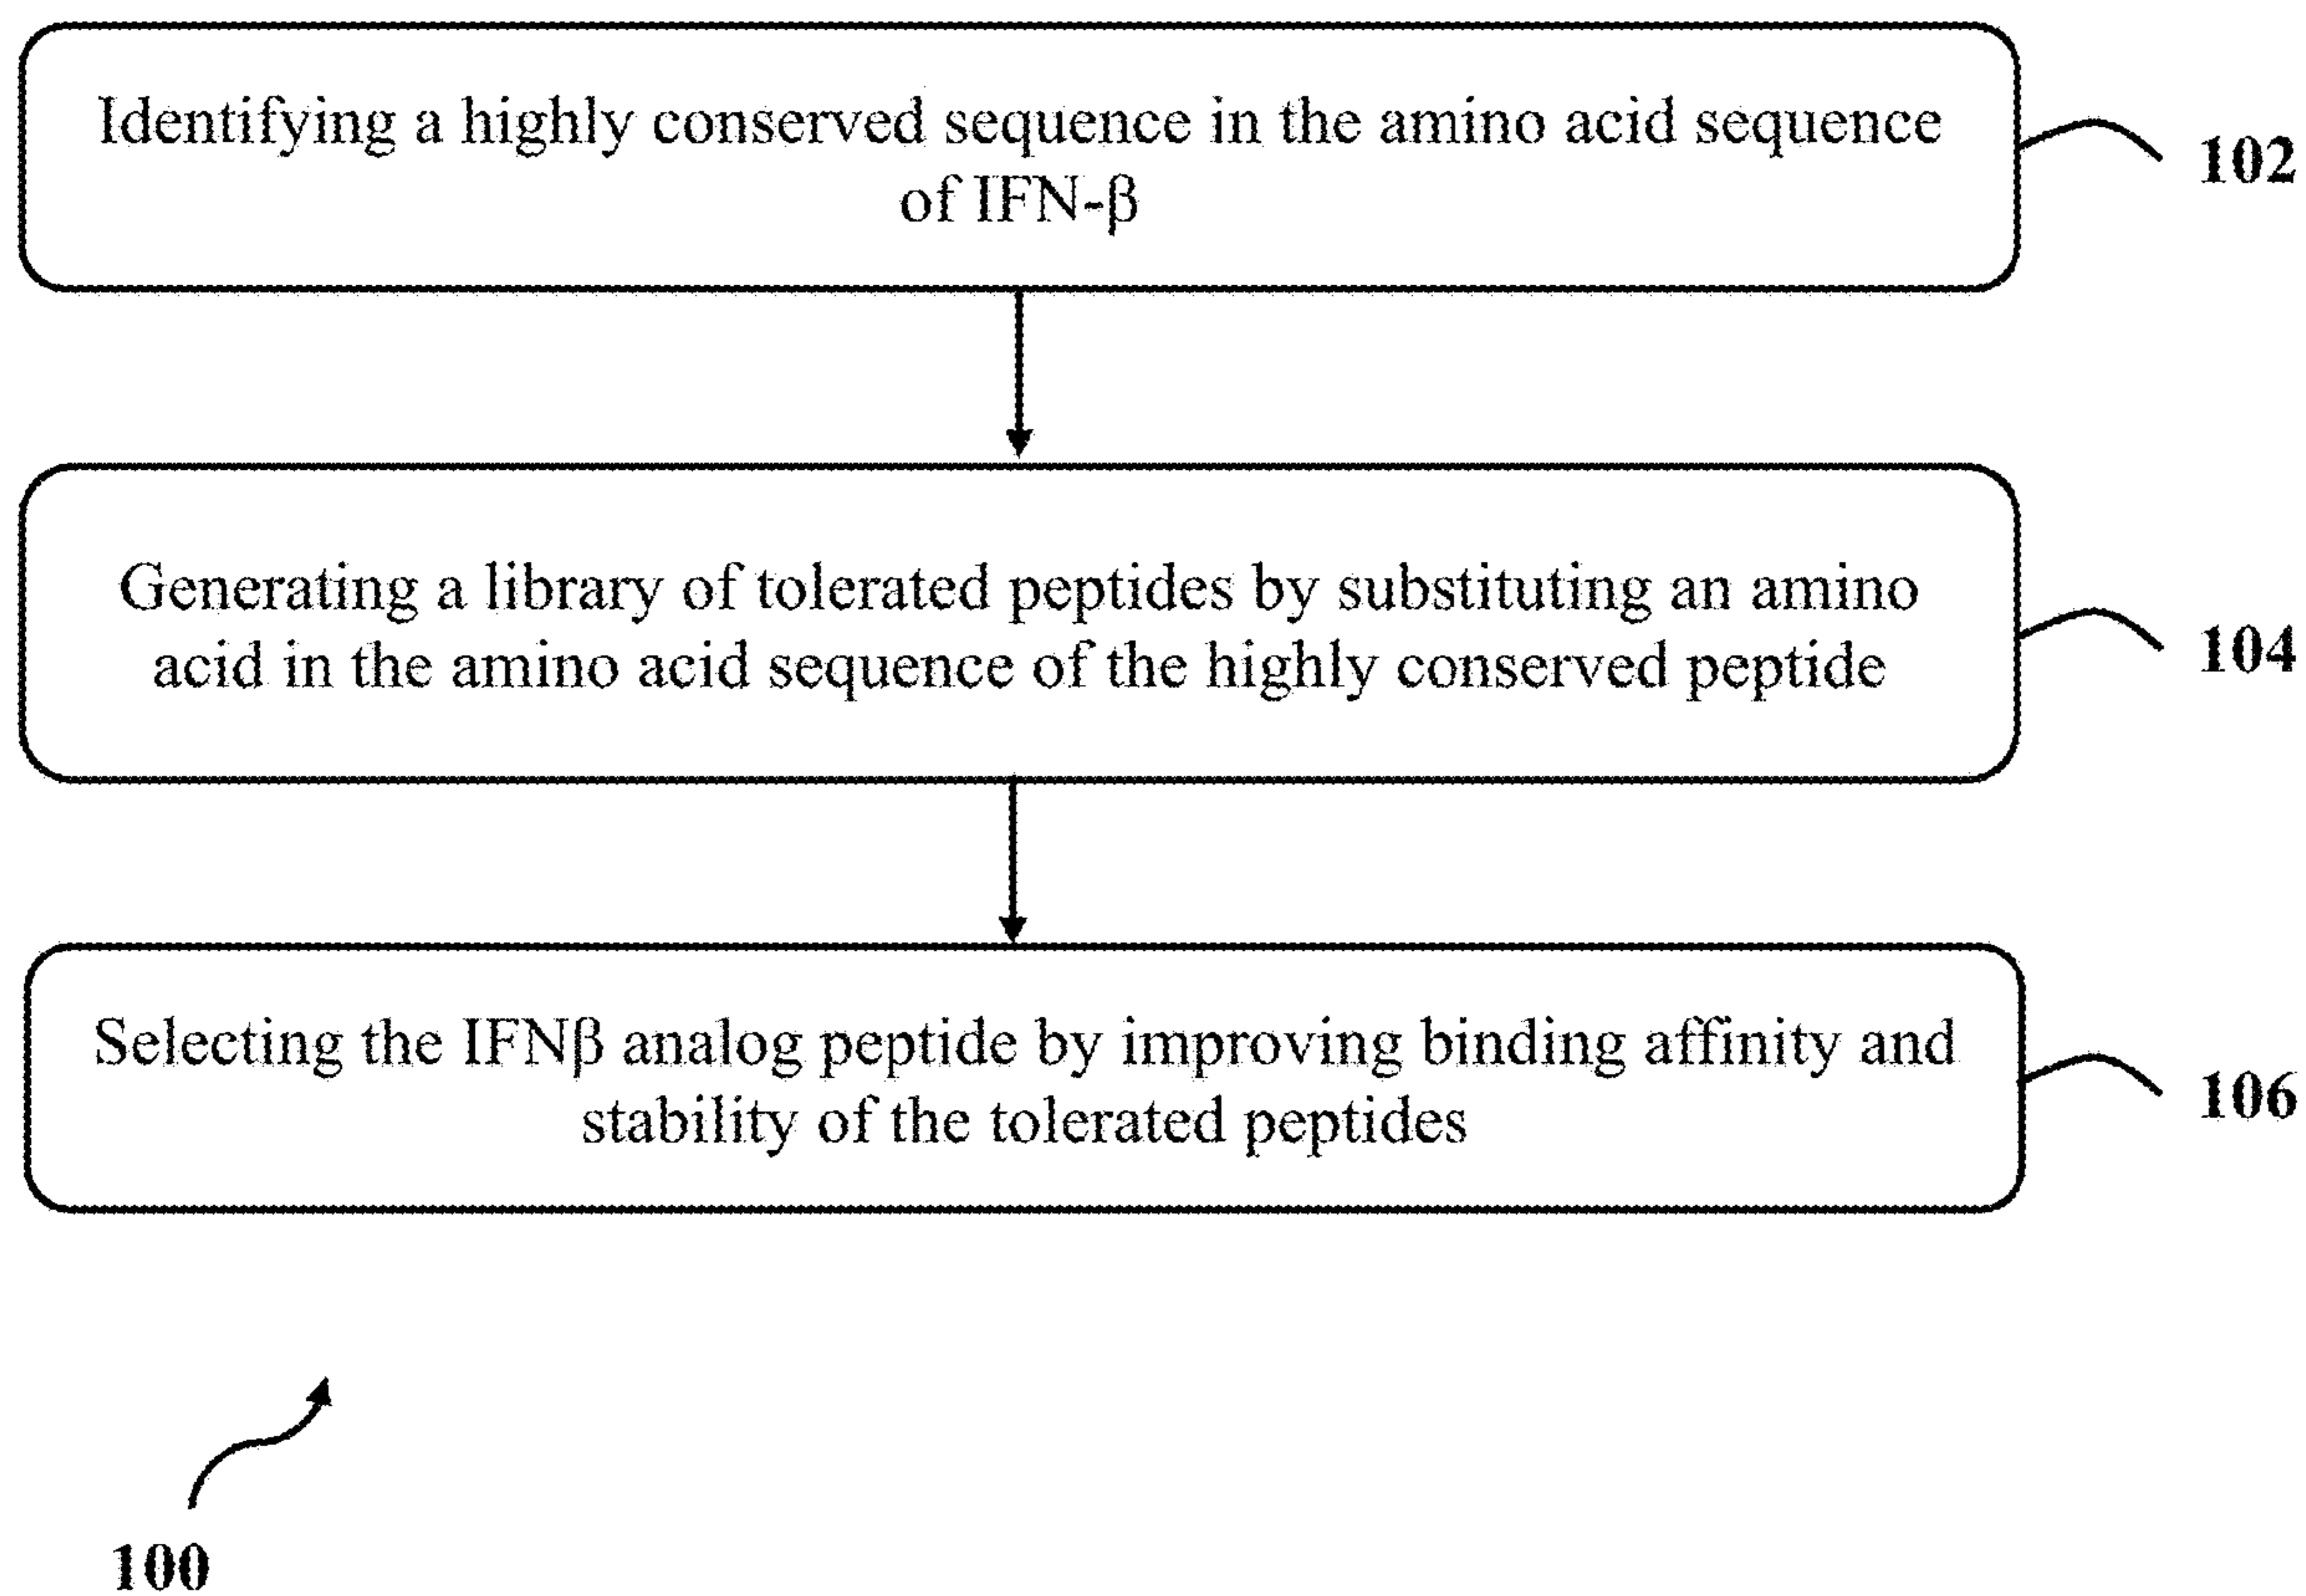 Identifying a highly conserved sequence in the amino acid sequence
of IFN-β
102
Generating a library of tolerated peptides by substituting an amino
acid in the amino acid sequence of the highly conserved peptide
104
Selecting the IFNβ analog peptide by improving binding affinity and
stability of the tolerated peptides
106
100